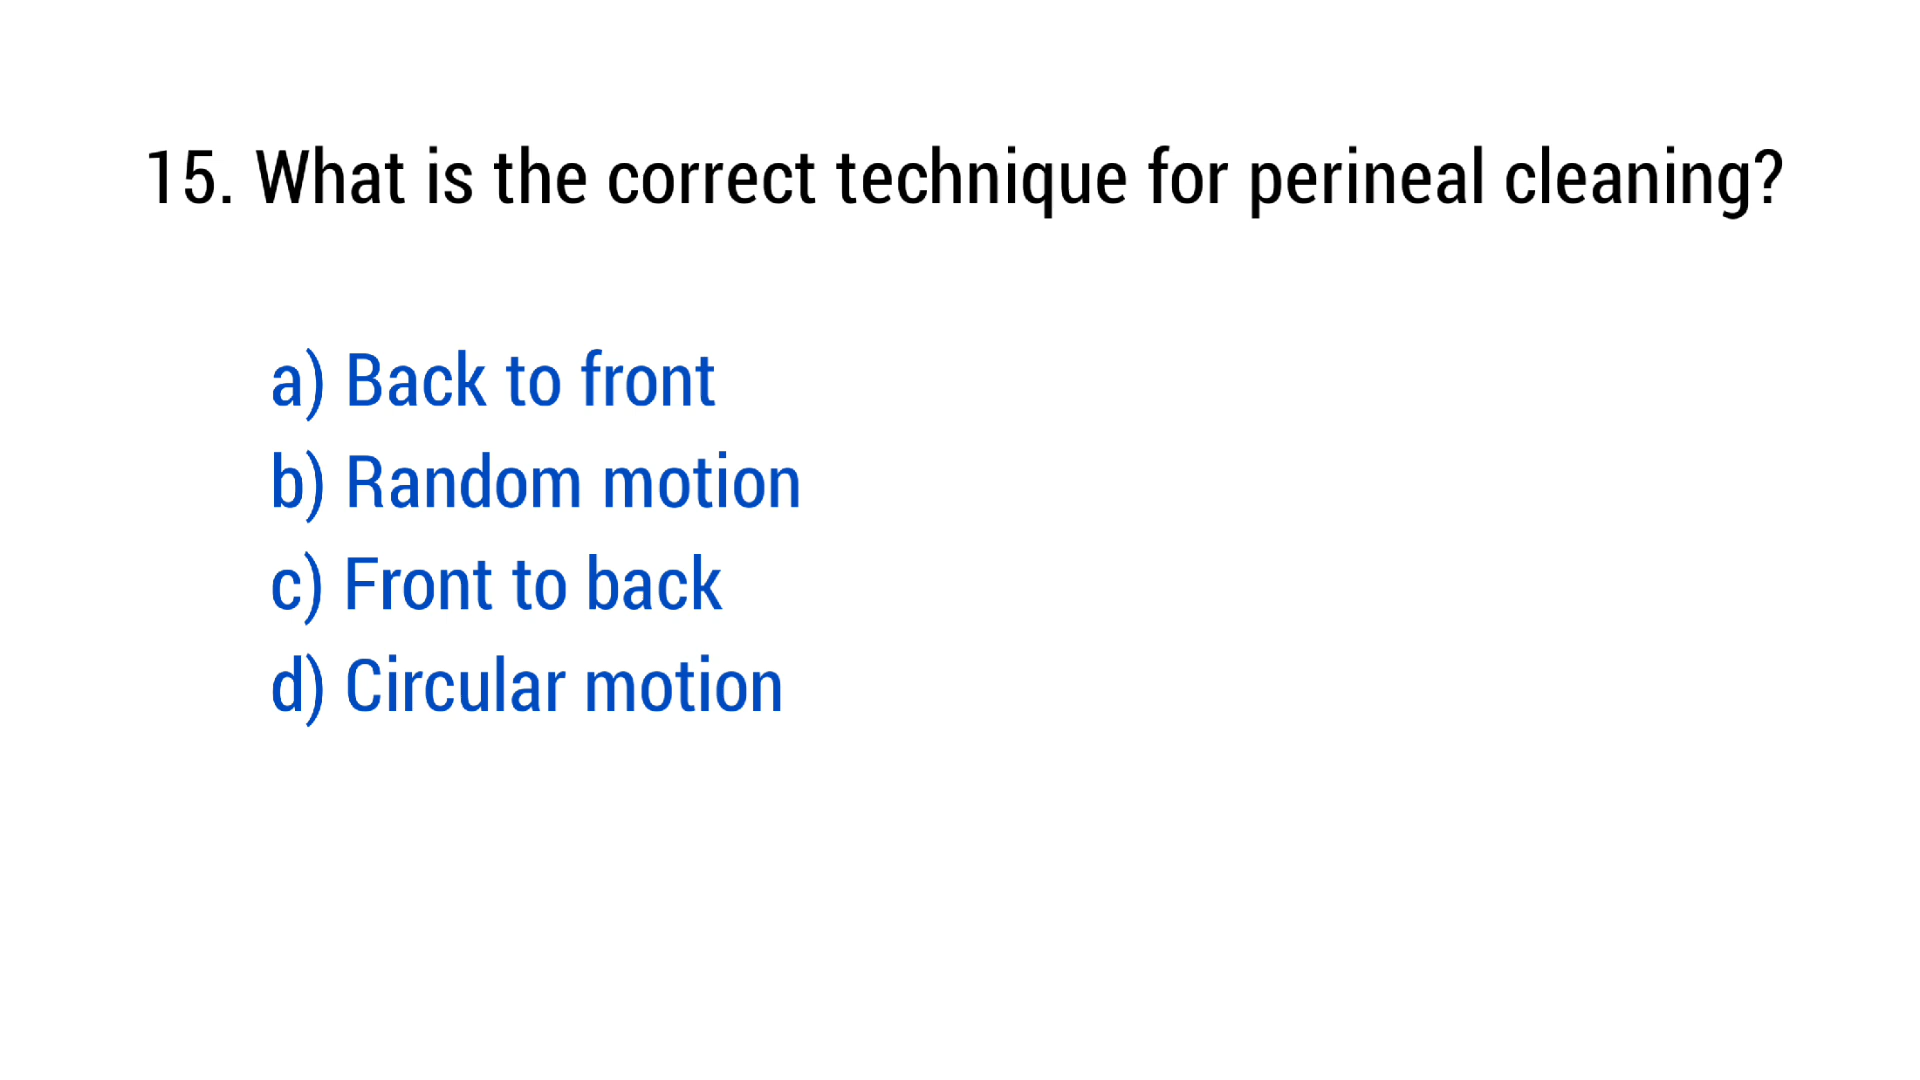 15. What is the correct technique for perineal cleaning?
a) Back to front
b) Random motion
c) Front to back
d) Circular motion